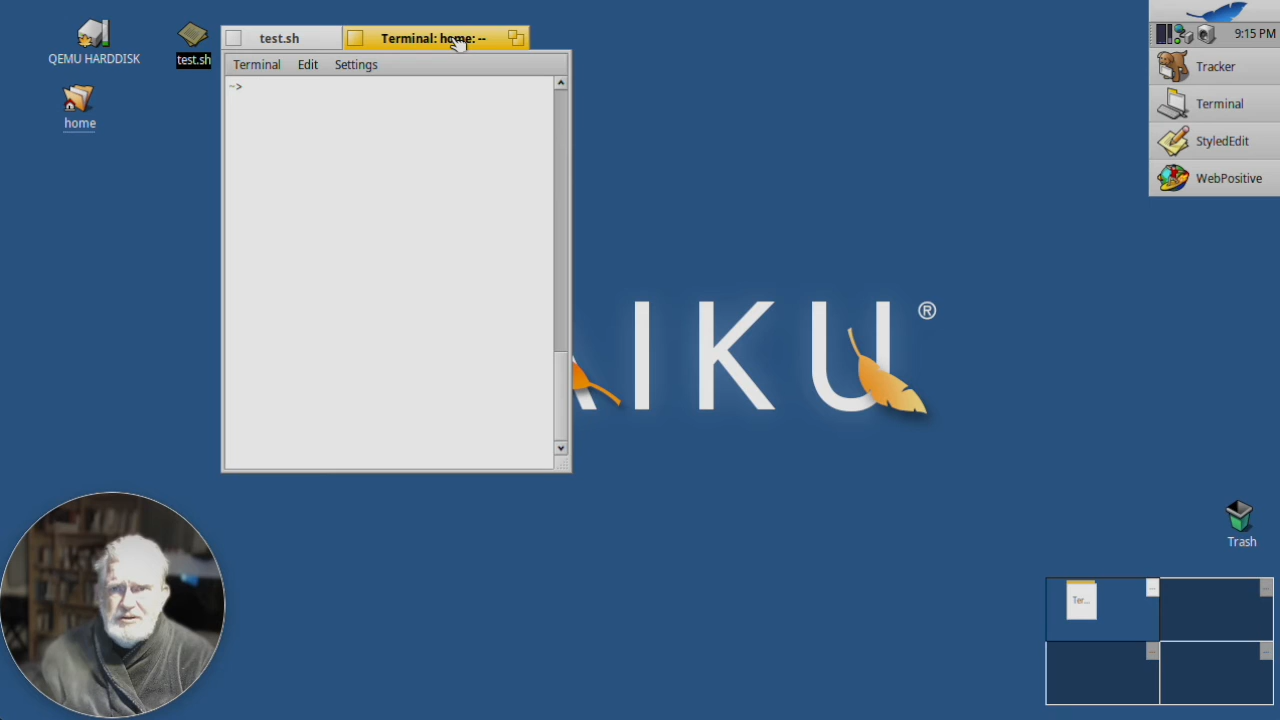 QEMU HARDDISK
test.sh
home
test.sh
Terminal: home: --
Terminal Edit Settings
~>
AIKU®
9:15 PM
Tracker
Terminal
StyledEdit
WebPositive
Trash
Ter...
...
...
...
...